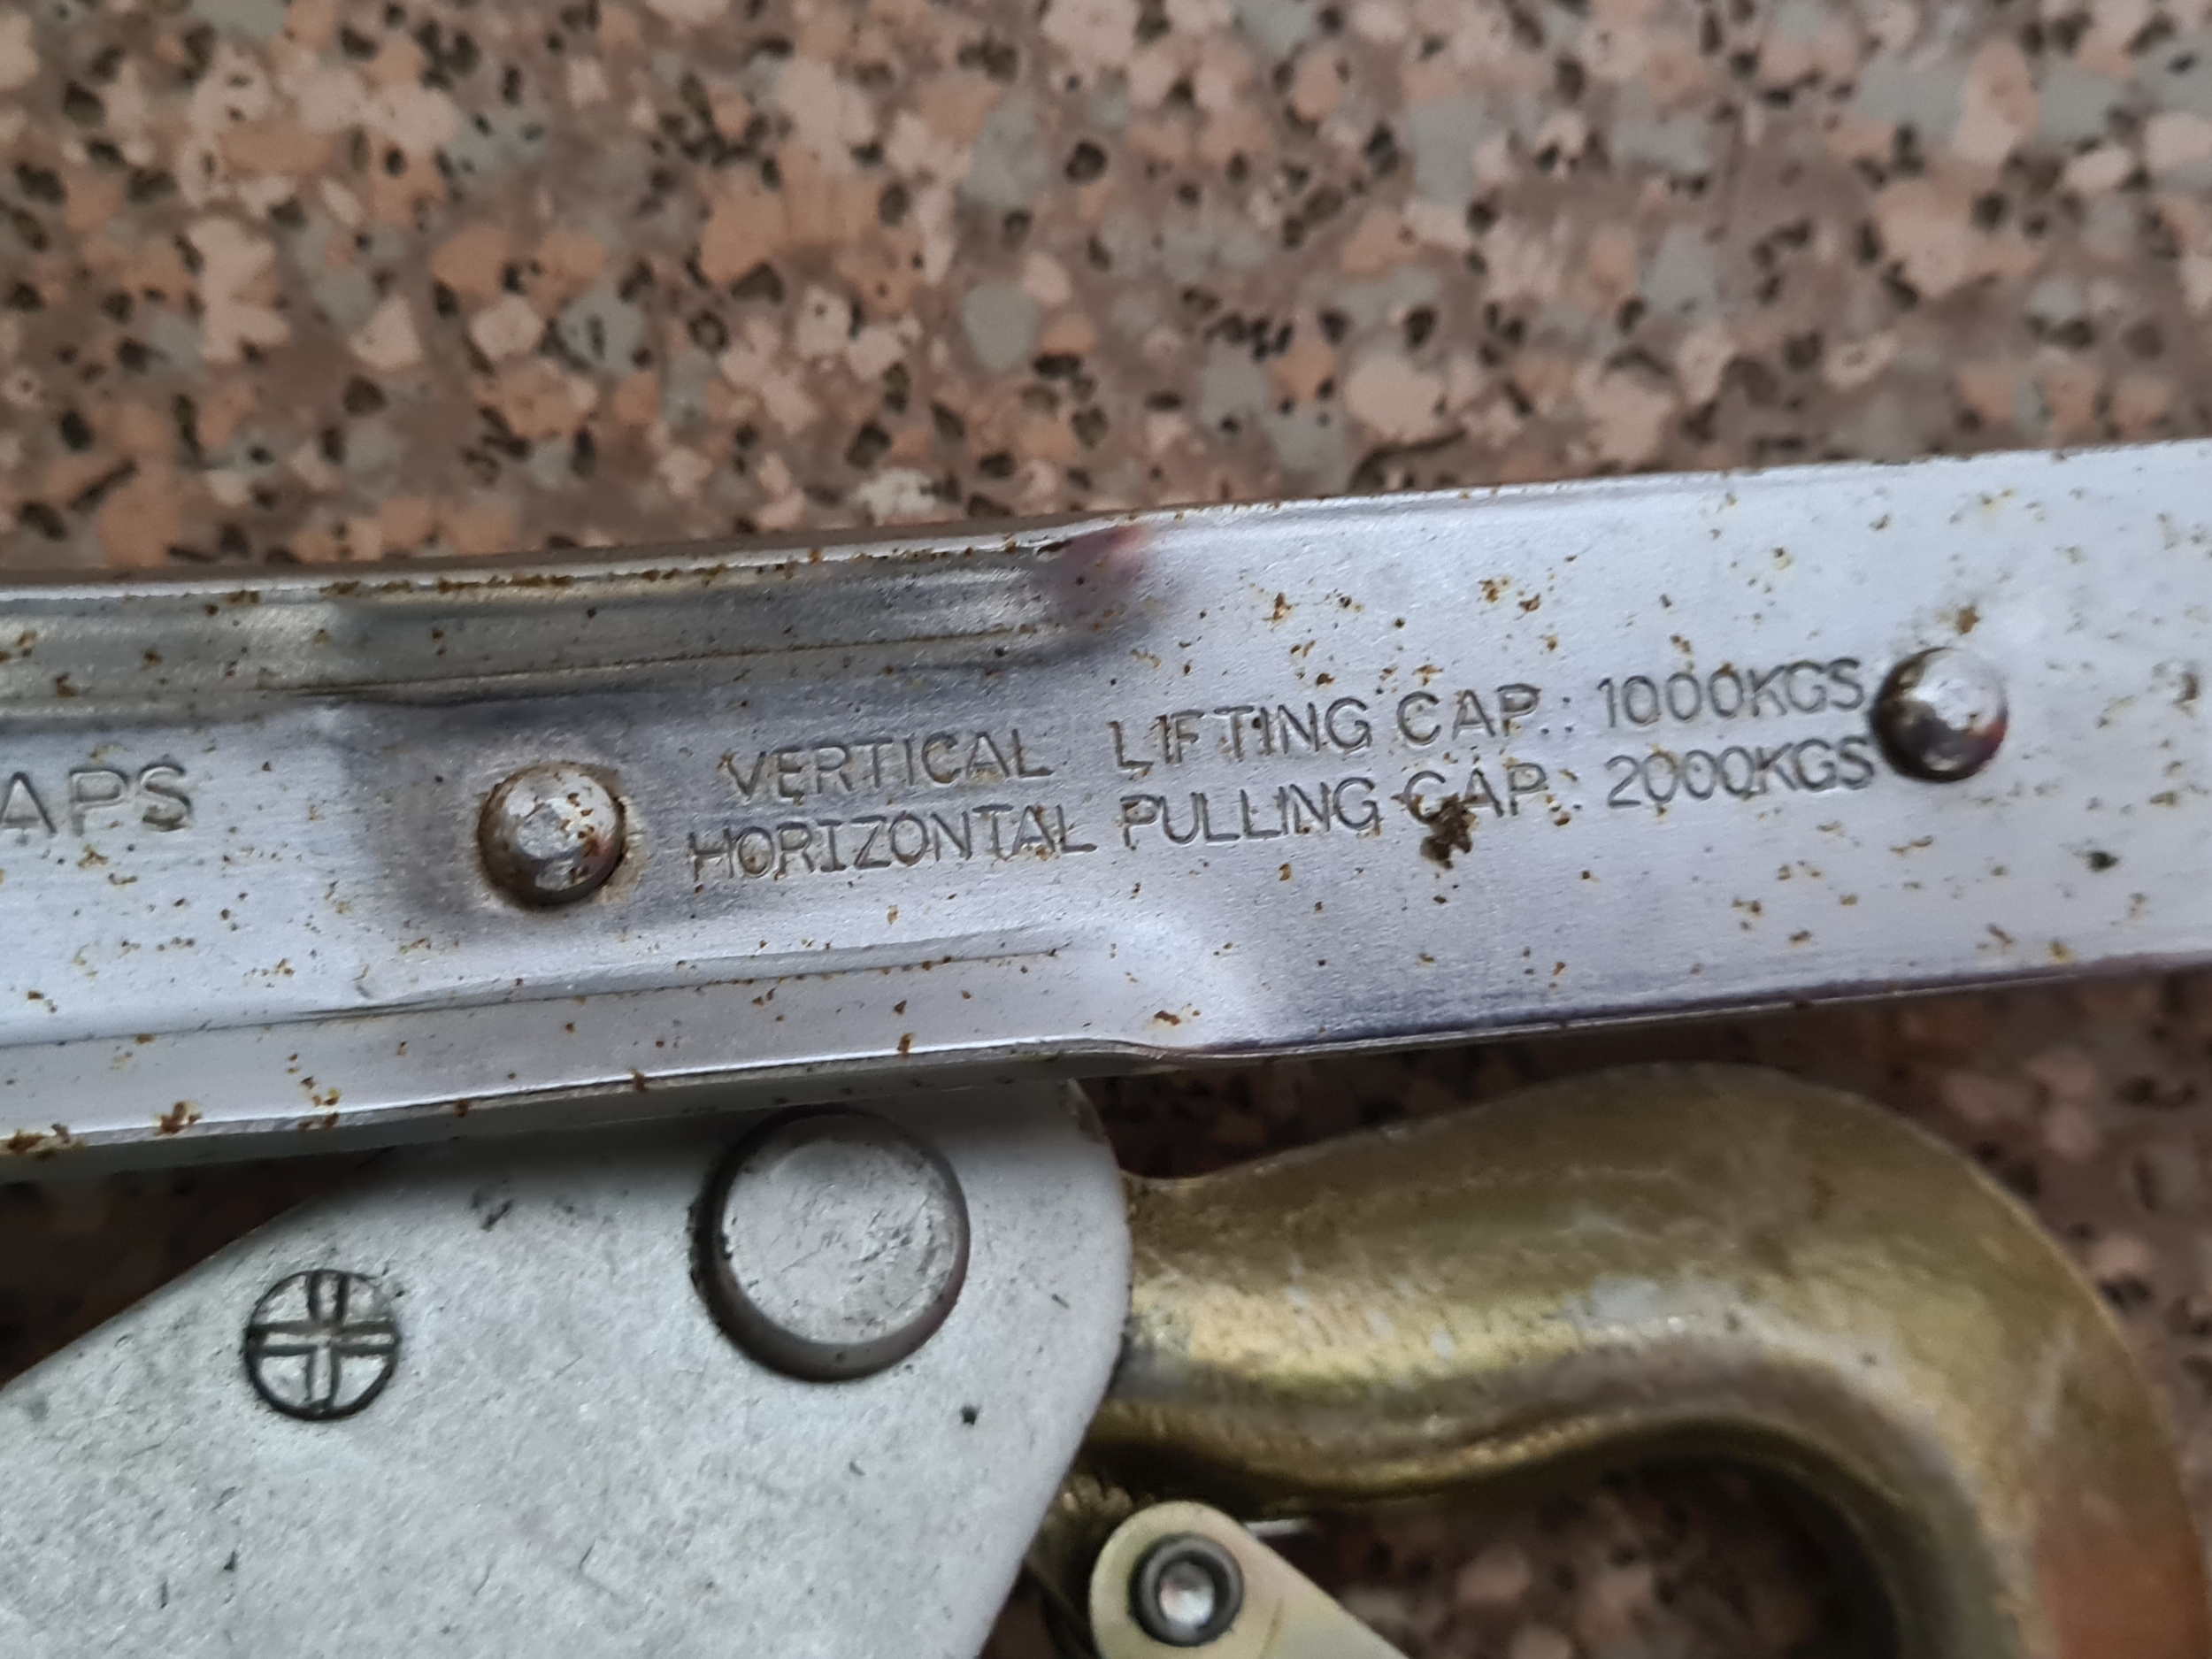 APS
VERTICAL LIFTING CAP.: 1000KGS
HORIZONTAL PULLING CAP.: 2000KGS